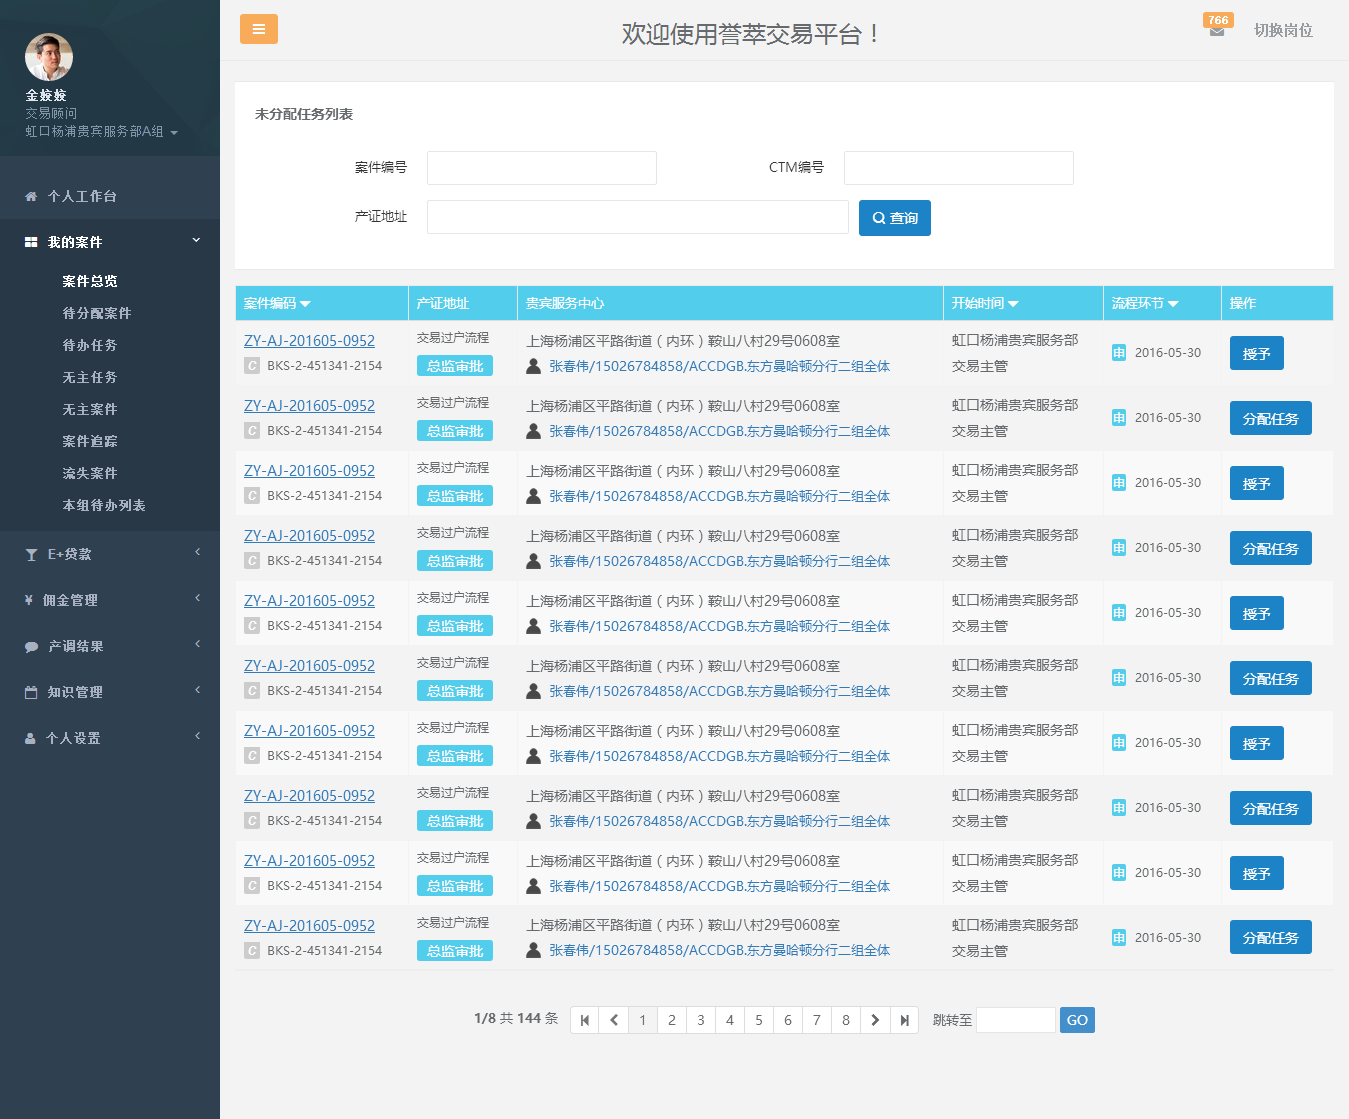 金姣姣
交易顾问
虹口杨浦贵宾服务部A组
个人工作台
我的案件
案件总览
待分配案件
待办任务
无主任务
无主案件
案件追踪
流失案件
本组待办列表
E+贷款
佣金管理
产调结果
知识管理
个人设置
欢迎使用誉萃交易平台！
766
切换岗位
未分配任务列表
案件编号
CTM编号
产证地址
查询
案件编码 产证地址 贵宾服务中心 开始时间 流程环节 操作
ZY-AJ-201605-0952 交易过户流程 上海杨浦区平路街道（内环）鞍山八村29号0608室 虹口杨浦贵宾服务部 申 2016-05-30 授予
C BKS-2-451341-2154 总监审批 张春伟/15026784858/ACCDGB.东方曼哈顿分行二组全体 交易主管
ZY-AJ-201605-0952 交易过户流程 上海杨浦区平路街道（内环）鞍山八村29号0608室 虹口杨浦贵宾服务部 申 2016-05-30 分配任务
C BKS-2-451341-2154 总监审批 张春伟/15026784858/ACCDGB.东方曼哈顿分行二组全体 交易主管
ZY-AJ-201605-0952 交易过户流程 上海杨浦区平路街道（内环）鞍山八村29号0608室 虹口杨浦贵宾服务部 申 2016-05-30 授予
C BKS-2-451341-2154 总监审批 张春伟/15026784858/ACCDGB.东方曼哈顿分行二组全体 交易主管
ZY-AJ-201605-0952 交易过户流程 上海杨浦区平路街道（内环）鞍山八村29号0608室 虹口杨浦贵宾服务部 申 2016-05-30 分配任务
C BKS-2-451341-2154 总监审批 张春伟/15026784858/ACCDGB.东方曼哈顿分行二组全体 交易主管
ZY-AJ-201605-0952 交易过户流程 上海杨浦区平路街道（内环）鞍山八村29号0608室 虹口杨浦贵宾服务部 申 2016-05-30 授予
C BKS-2-451341-2154 总监审批 张春伟/15026784858/ACCDGB.东方曼哈顿分行二组全体 交易主管
ZY-AJ-201605-0952 交易过户流程 上海杨浦区平路街道（内环）鞍山八村29号0608室 虹口杨浦贵宾服务部 申 2016-05-30 分配任务
C BKS-2-451341-2154 总监审批 张春伟/15026784858/ACCDGB.东方曼哈顿分行二组全体 交易主管
ZY-AJ-201605-0952 交易过户流程 上海杨浦区平路街道（内环）鞍山八村29号0608室 虹口杨浦贵宾服务部 申 2016-05-30 授予
C BKS-2-451341-2154 总监审批 张春伟/15026784858/ACCDGB.东方曼哈顿分行二组全体 交易主管
ZY-AJ-201605-0952 交易过户流程 上海杨浦区平路街道（内环）鞍山八村29号0608室 虹口杨浦贵宾服务部 申 2016-05-30 分配任务
C BKS-2-451341-2154 总监审批 张春伟/15026784858/ACCDGB.东方曼哈顿分行二组全体 交易主管
ZY-AJ-201605-0952 交易过户流程 上海杨浦区平路街道（内环）鞍山八村29号0608室 虹口杨浦贵宾服务部 申 2016-05-30 授予
C BKS-2-451341-2154 总监审批 张春伟/15026784858/ACCDGB.东方曼哈顿分行二组全体 交易主管
ZY-AJ-201605-0952 交易过户流程 上海杨浦区平路街道（内环）鞍山八村29号0608室 虹口杨浦贵宾服务部 申 2016-05-30 分配任务
C BKS-2-451341-2154 总监审批 张春伟/15026784858/ACCDGB.东方曼哈顿分行二组全体 交易主管
1/8 共 144 条 1 2 3 4 5 6 7 8 跳转至 GO